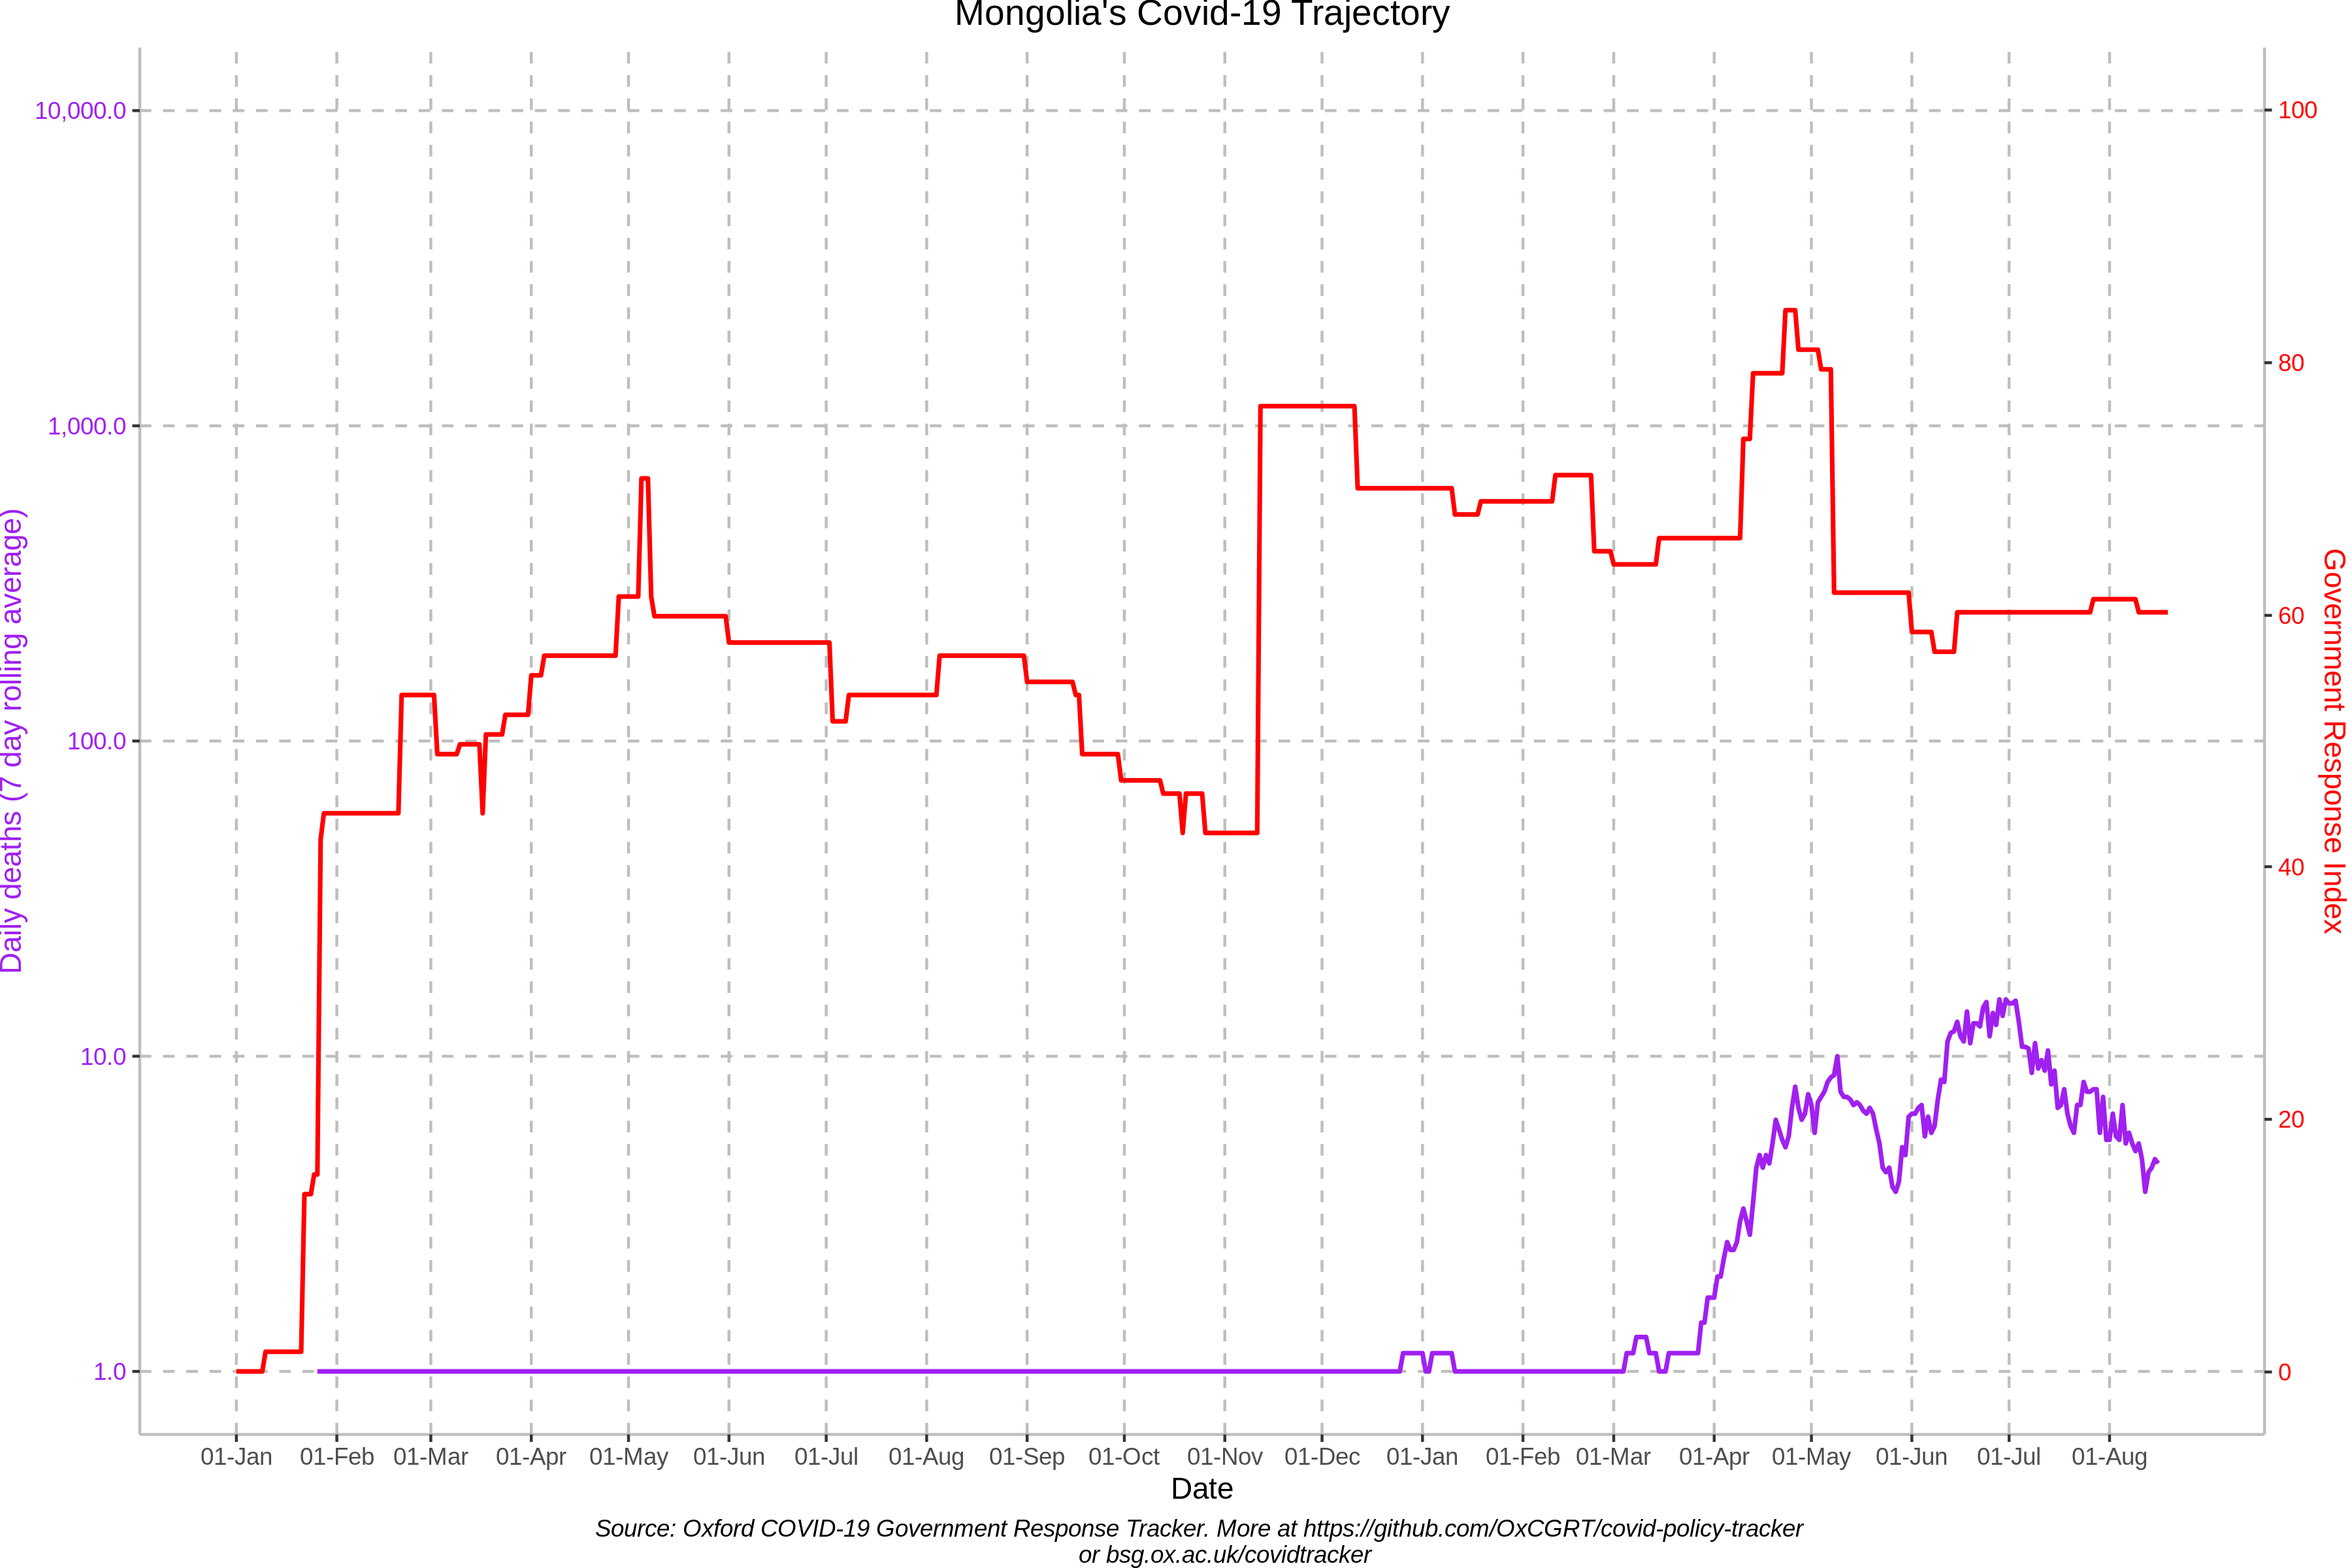 Mongolia's Covid-19 Trajectory
10,000.0
1,000.0
100.0
10.0
1.0
Daily deaths (7 day rolling average)
100
80
60
40
20
0
Government Response Index
01-Jan 01-Feb 01-Mar 01-Apr 01-May 01-Jun 01-Jul 01-Aug 01-Sep 01-Oct 01-Nov 01-Dec 01-Jan 01-Feb 01-Mar 01-Apr 01-May 01-Jun 01-Jul 01-Aug
Date
Source: Oxford COVID-19 Government Response Tracker. More at https://github.com/OxCGRT/covid-policy-tracker
or bsg.ox.ac.uk/covidtracker